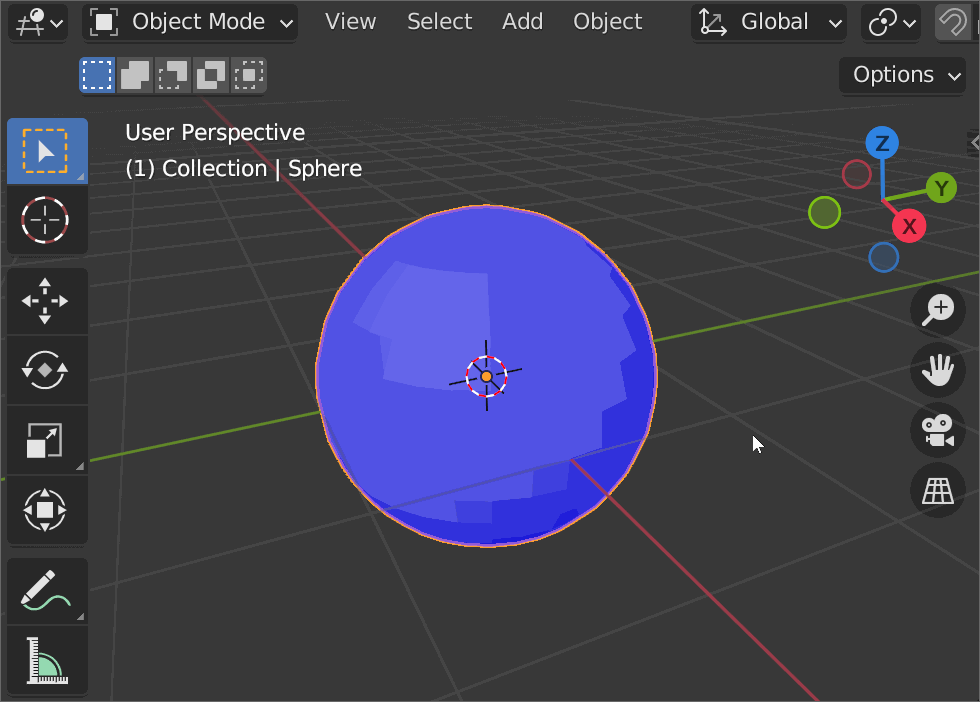 Object Mode View Select Add Object Global
Options
User Perspective
(1) Collection | Sphere
Z
Y
X